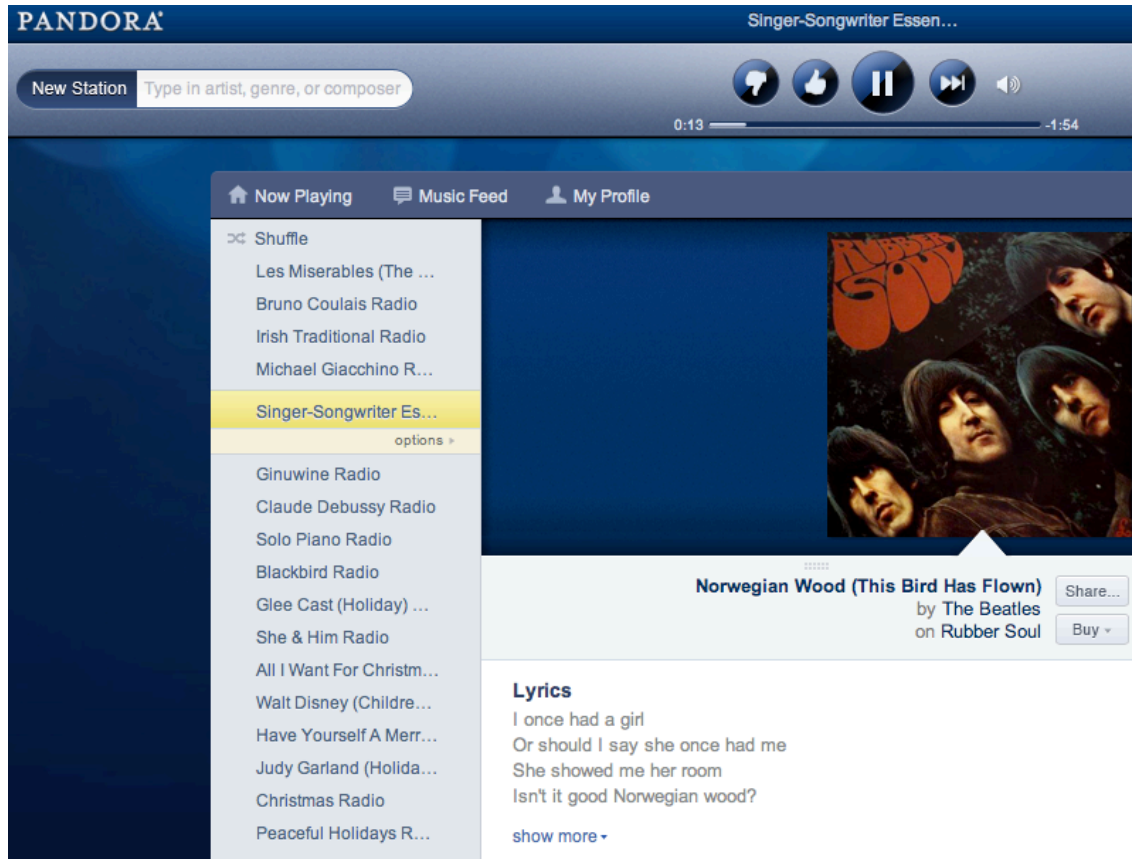 PANDORA
Singer-Songwriter Essen...
New Station
Type in artist, genre, or composer
0:13
-1:54
Now Playing
Music Feed
My Profile
Shuffle
Les Miserables (The ...
Bruno Coulais Radio
Irish Traditional Radio
Michael Giacchino R...
Singer-Songwriter Es...
options
Ginuwine Radio
Claude Debussy Radio
Solo Piano Radio
Blackbird Radio
Glee Cast (Holiday) ...
She & Him Radio
All I Want For Christm...
Walt Disney (Childre...
Have Yourself A Merr...
Judy Garland (Holida...
Christmas Radio
Peaceful Holidays R...
RUBBER
SOUL
Norwegian Wood (This Bird Has Flown)
by The Beatles
on Rubber Soul
Share...
Buy
Lyrics
I once had a girl
Or should I say she once had me
She showed me her room
Isn't it good Norwegian wood?
show more